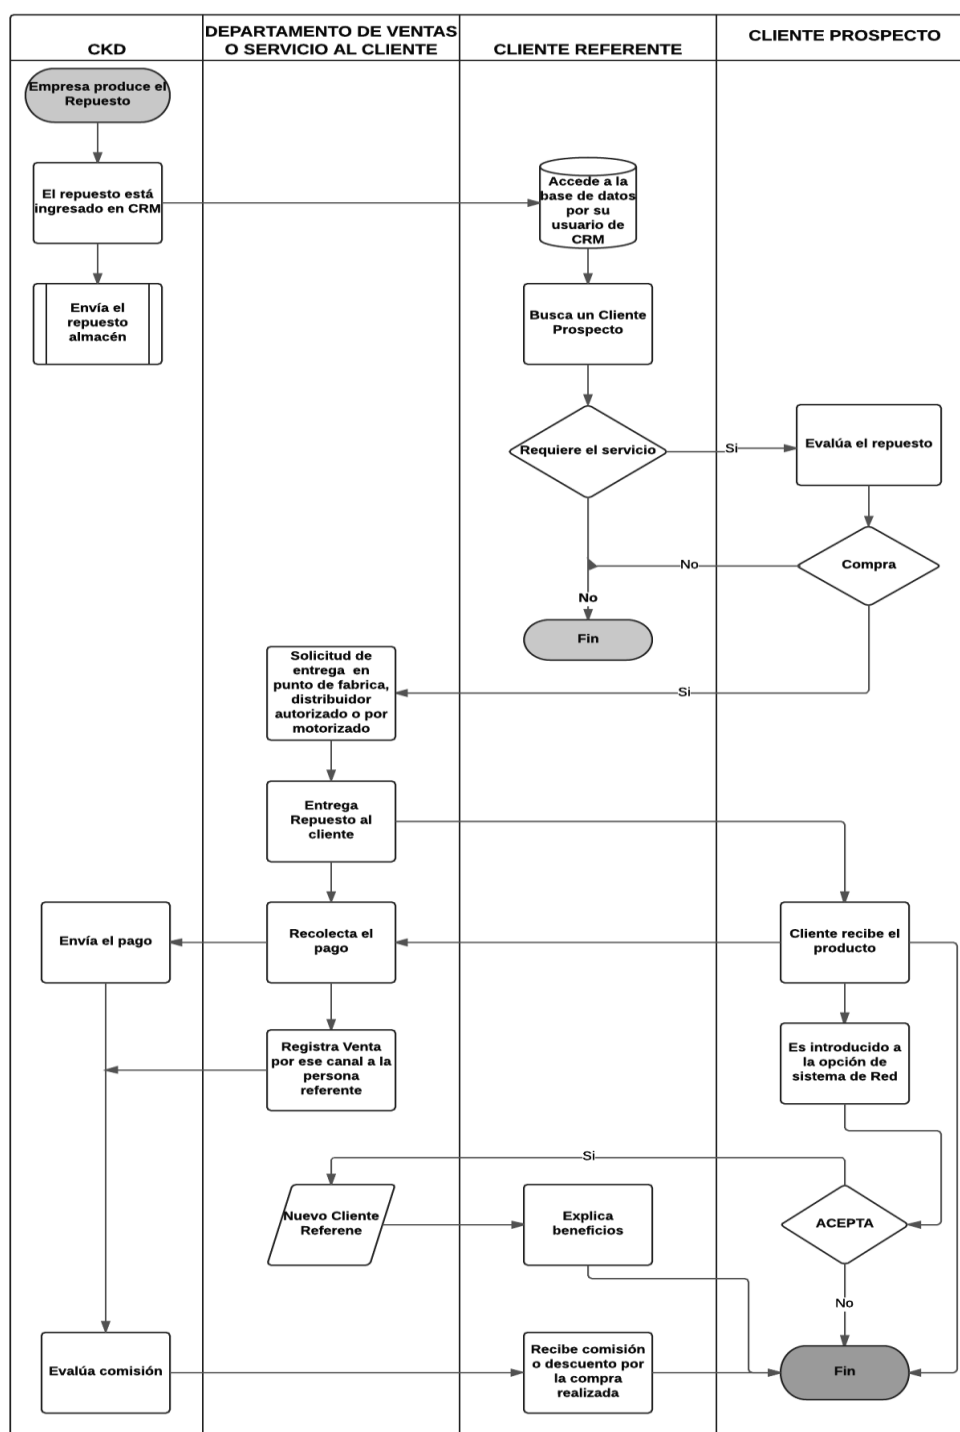 CKD
DEPARTAMENTO DE VENTAS
O SERVICIO AL CLIENTE
CLIENTE REFERENTE
CLIENTE PROSPECTO
Empresa produce el
Repuesto
El repuesto está
ingresado en CRM
Envía el
repuesto
almacén
Accede a la
base de datos
por su
usuario de
CRM
Busca un Cliente
Prospecto
Requiere el servicio
Si
Evalúa el repuesto
Compra
No
No
Fin
Si
Solicitud de
entrega en
punto de fabrica,
distribuidor
autorizado o por
motorizado
Entrega
Repuesto al
cliente
Envía el pago
Recolecta el
pago
Cliente recibe el
producto
Registra Venta
por ese canal a la
persona
referente
Es introducido a
la opción de
sistema de Red
Si
Nuevo Cliente
Referene
Explica
beneficios
ACEPTA
No
Evalúa comisión
Recibe comisión
o descuento por
la compra
realizada
Fin